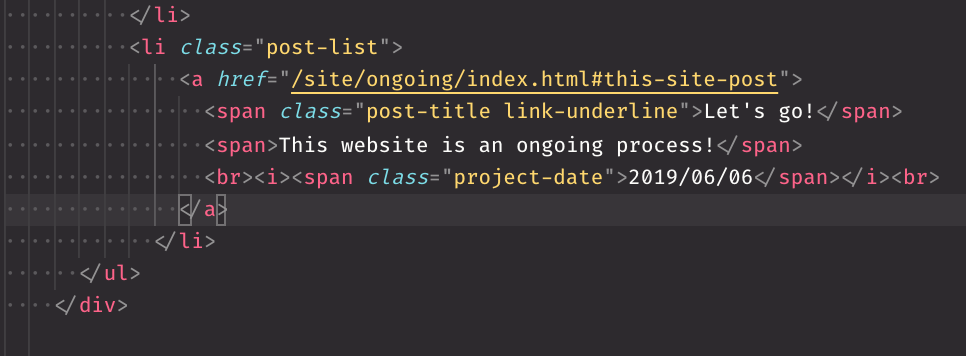 </li>
<li class="post-list">
<a href="/site/ongoing/index.html#this-site-post">
<span class="post-title link-underline">Let's go!</span>
<span>This website is an ongoing process!</span>
<br><i><span class="project-date">2019/06/06</span></i><br>
</a>
</li>
</ul>
</div>